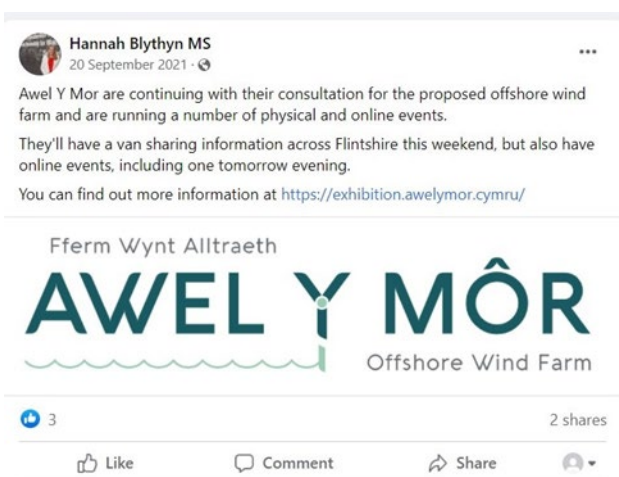 Hannah Blythyn MS
20 September 2021 ·
Awel Y Mor are continuing with their consultation for the proposed offshore wind
farm and are running a number of physical and online events.
They'll have a van sharing information across Flintshire this weekend, but also have
online events, including one tomorrow evening.
You can find out more information at https://exhibition.awelymor.cymru/
Fferm Wynt Alltraeth
AWEL Y MÔR
Offshore Wind Farm
3
2 shares
Like
Comment
Share